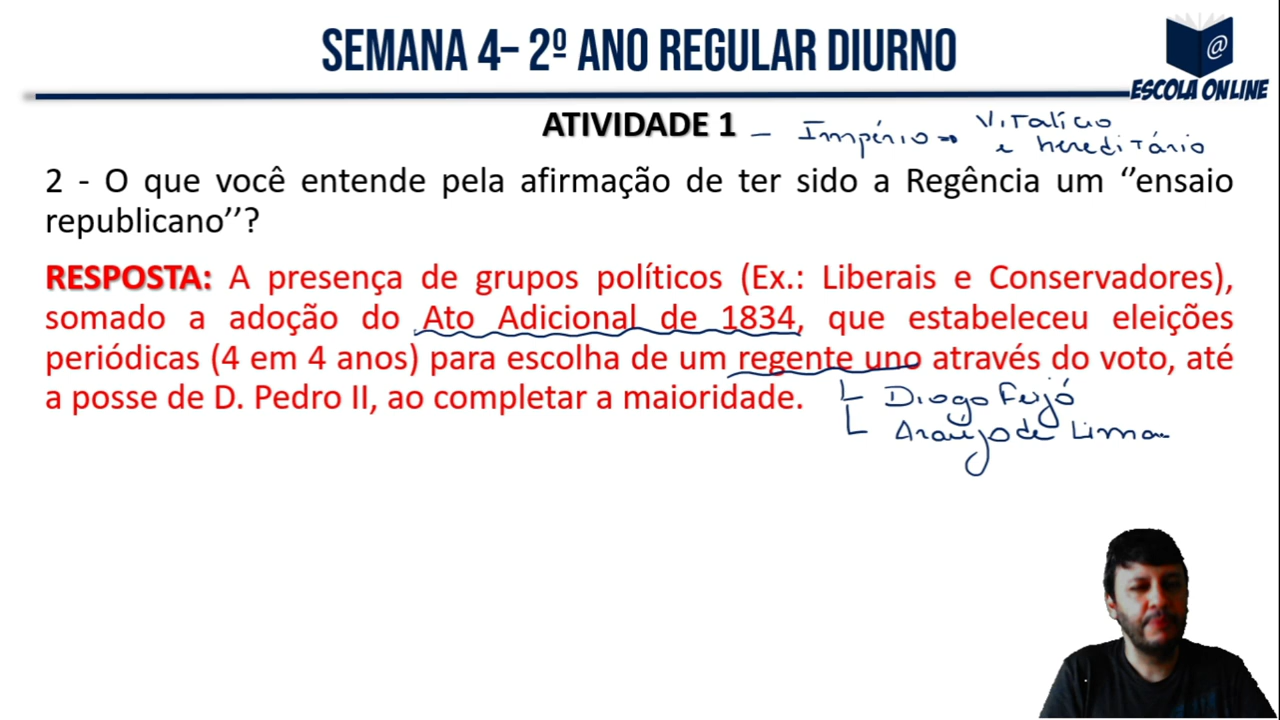 SEMANA 4– 2º ANO REGULAR DIURNO
@
ESCOLA ONLINE
ATIVIDADE 1 – Império → Vitalício
e hereditário
2 - O que você entende pela afirmação de ter sido a Regência um ‘’ensaio
republicano’’?
RESPOSTA: A presença de grupos políticos (Ex.: Liberais e Conservadores),
somado a adoção do Ato Adicional de 1834, que estabeleceu eleições
periódicas (4 em 4 anos) para escolha de um regente uno através do voto, até
a posse de D. Pedro II, ao completar a maioridade.
Diogo Feijó
Araújo de Lima